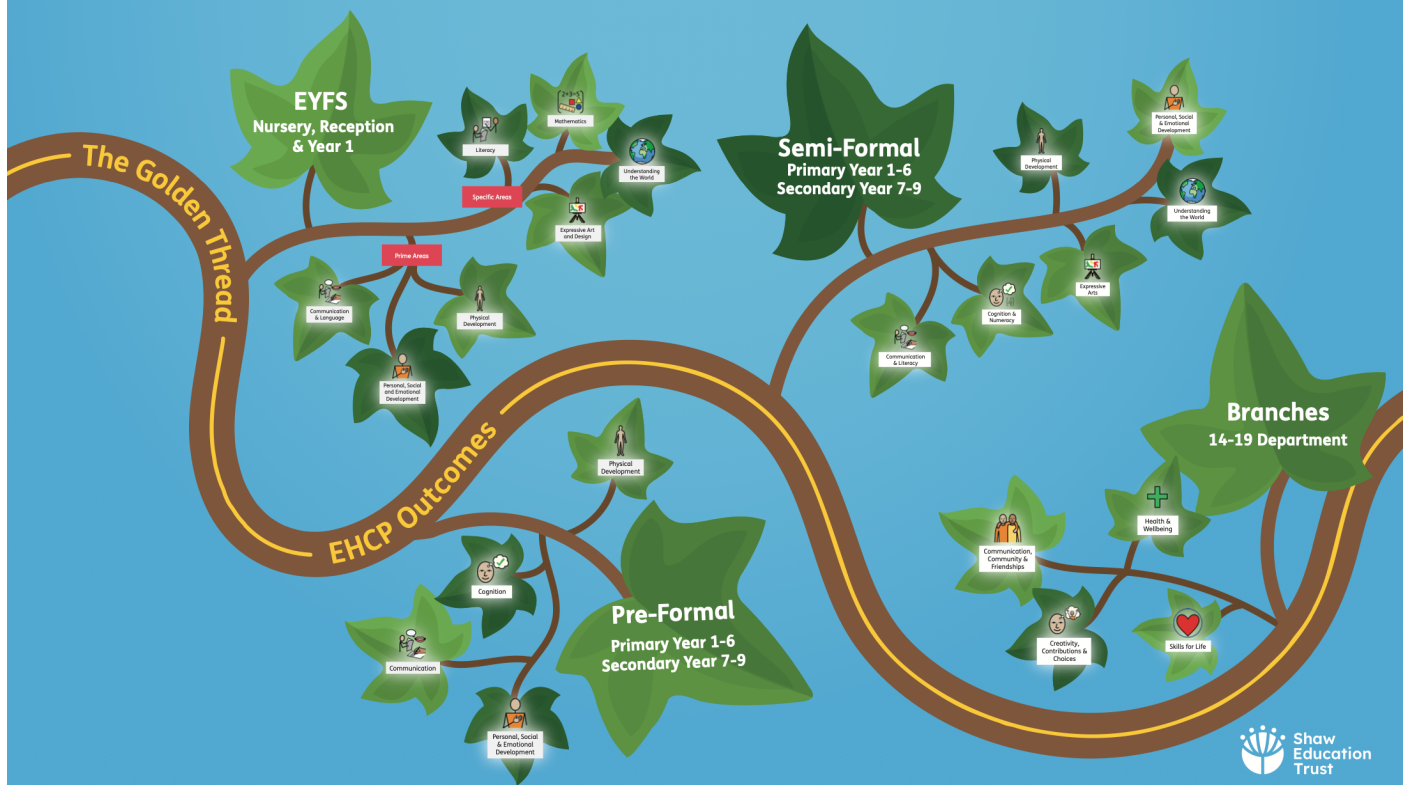 The Golden Thread
EYFS
Nursery, Reception
& Year 1
Literacy
Mathematics
Understanding
the World
Specific Areas
Expressive Art
and Design
Prime Areas
Communication
& Language
Physical
Development
Personal, Social
and Emotional
Development
EHCP Outcomes
Semi-Formal
Primary Year 1-6
Secondary Year 7-9
Physical
Development
Personal, Social
& Emotional
Development
Understanding
the World
Expressive
Arts
Cognition &
Numeracy
Communication
& Literacy
Physical
Development
Cognition
Communication
Personal, Social
& Emotional
Development
Pre-Formal
Primary Year 1-6
Secondary Year 7-9
Branches
14-19 Department
Health &
Wellbeing
Communication,
Community &
Friendships
Creativity,
Contributions &
Choices
Skills for Life
Shaw
Education
Trust